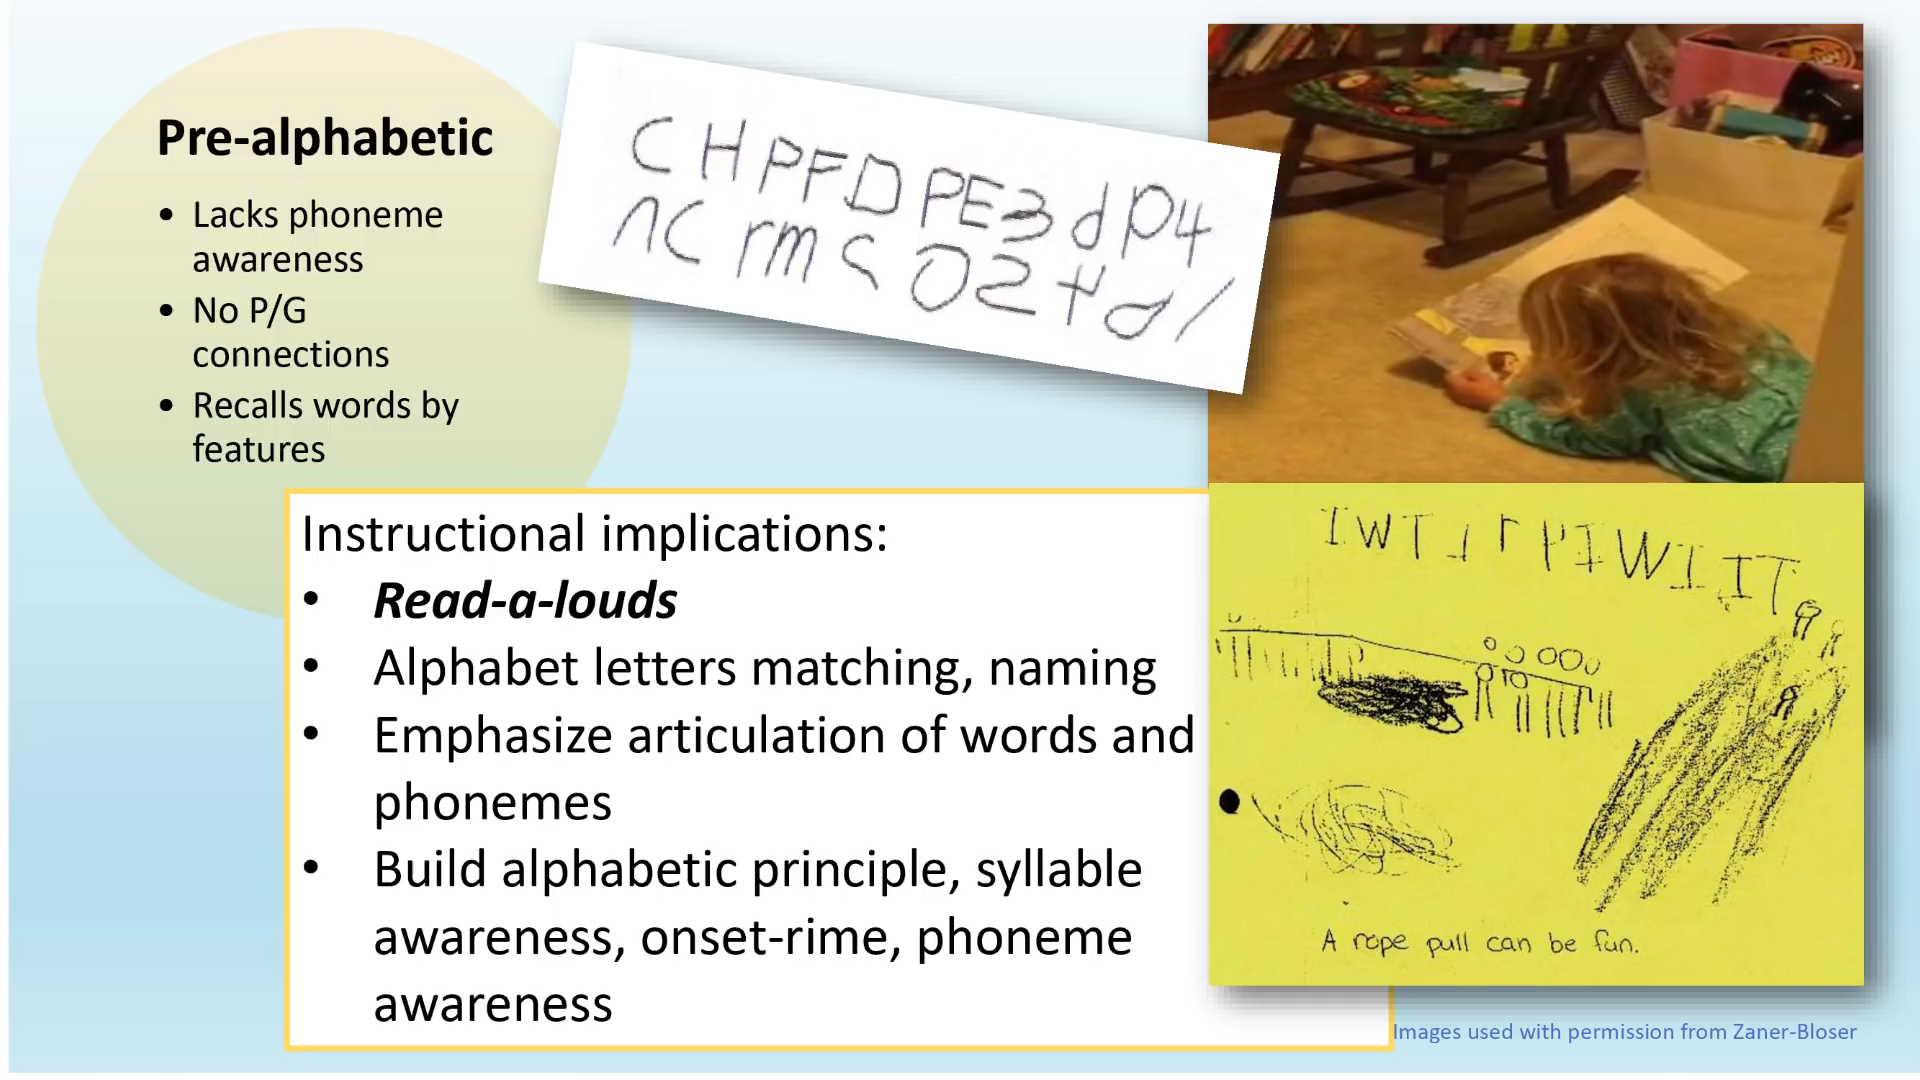 Pre-alphabetic
• Lacks phoneme
awareness
• No P/G
connections
• Recalls words by
features
C H P F D P E 3 d P 4
n C r m c O 2 t d /
Instructional implications:
• Read-a-louds
• Alphabet letters matching, naming
• Emphasize articulation of words and
phonemes
• Build alphabetic principle, syllable
awareness, onset-rime, phoneme
awareness
A rope pull can be fun.
Images used with permission from Zaner-Bloser